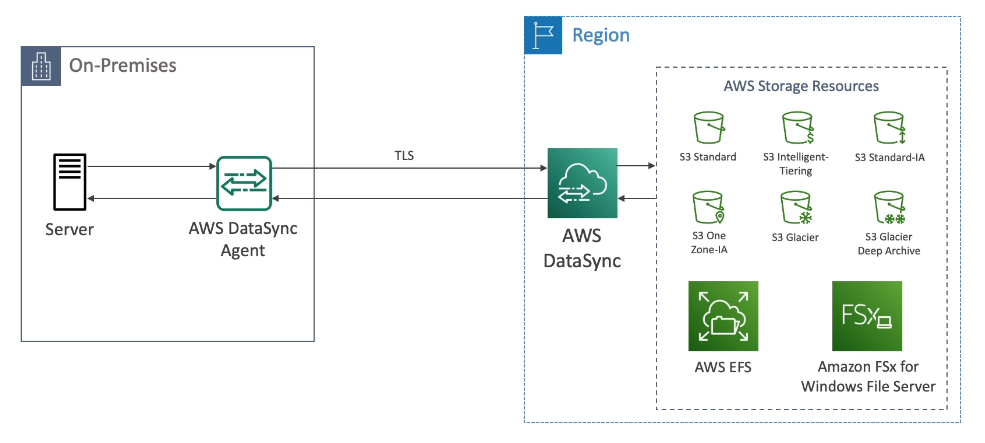 Region
On-Premises
AWS Storage Resources
S3 Standard
S3 Intelligent-
Tiering
S3 Standard-IA
TLS
Server
AWS DataSync
Agent
AWS
DataSync
S3 One
Zone-IA
S3 Glacier
S3 Glacier
Deep Archive
FSx
AWS EFS
Amazon FSx for
Windows File Server